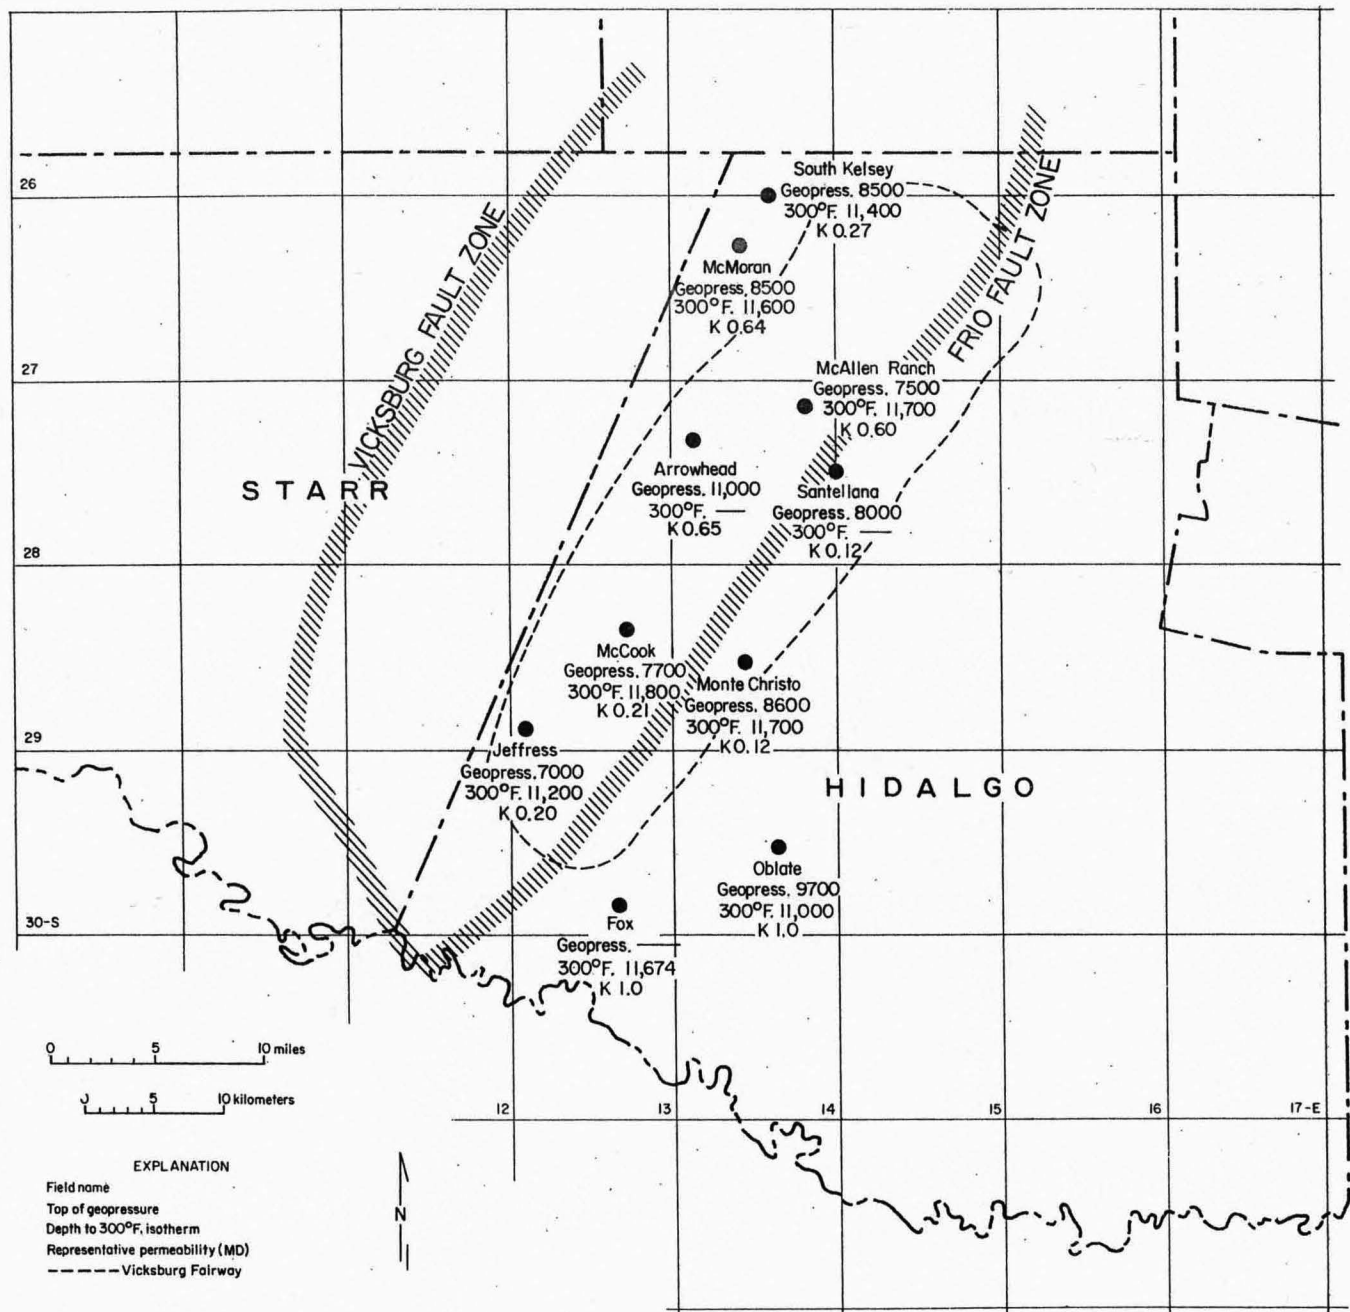 26
South Kelsey
Geopress. 8500
300°F. 11,400
K 0.27
McMoran
Geopress. 8500
300°F. 11,600
K 0.64
VICKSBURG FAULT ZONE
FRIO FAULT ZONE
27
McAllen Ranch
Geopress. 7500
300°F. 11,700
K 0.60
Arrowhead
Geopress. 11,000
300°F. —
K 0.65
STARR
Santellana
Geopress. 8000
300°F. —
K 0.12
28
McCook
Geopress. 7700
300°F. 11,800
K 0.21
Monte Christo
Geopress. 8600
300°F. 11,700
K 0.12
29
Jeffress
Geopress. 7000
300°F. 11,200
K 0.20
HIDALGO
Oblate
Geopress. 9700
300°F. 11,000
K 1.0
30-S
Fox
Geopress. —
300°F. 11,674
K 1.0
0 5 10 miles
0 5 10 kilometers
12 13 14 15 16 17-E
EXPLANATION
Field name
Top of geopressure
Depth to 300°F. isotherm
Representative permeability (MD)
Vicksburg Fairway
N